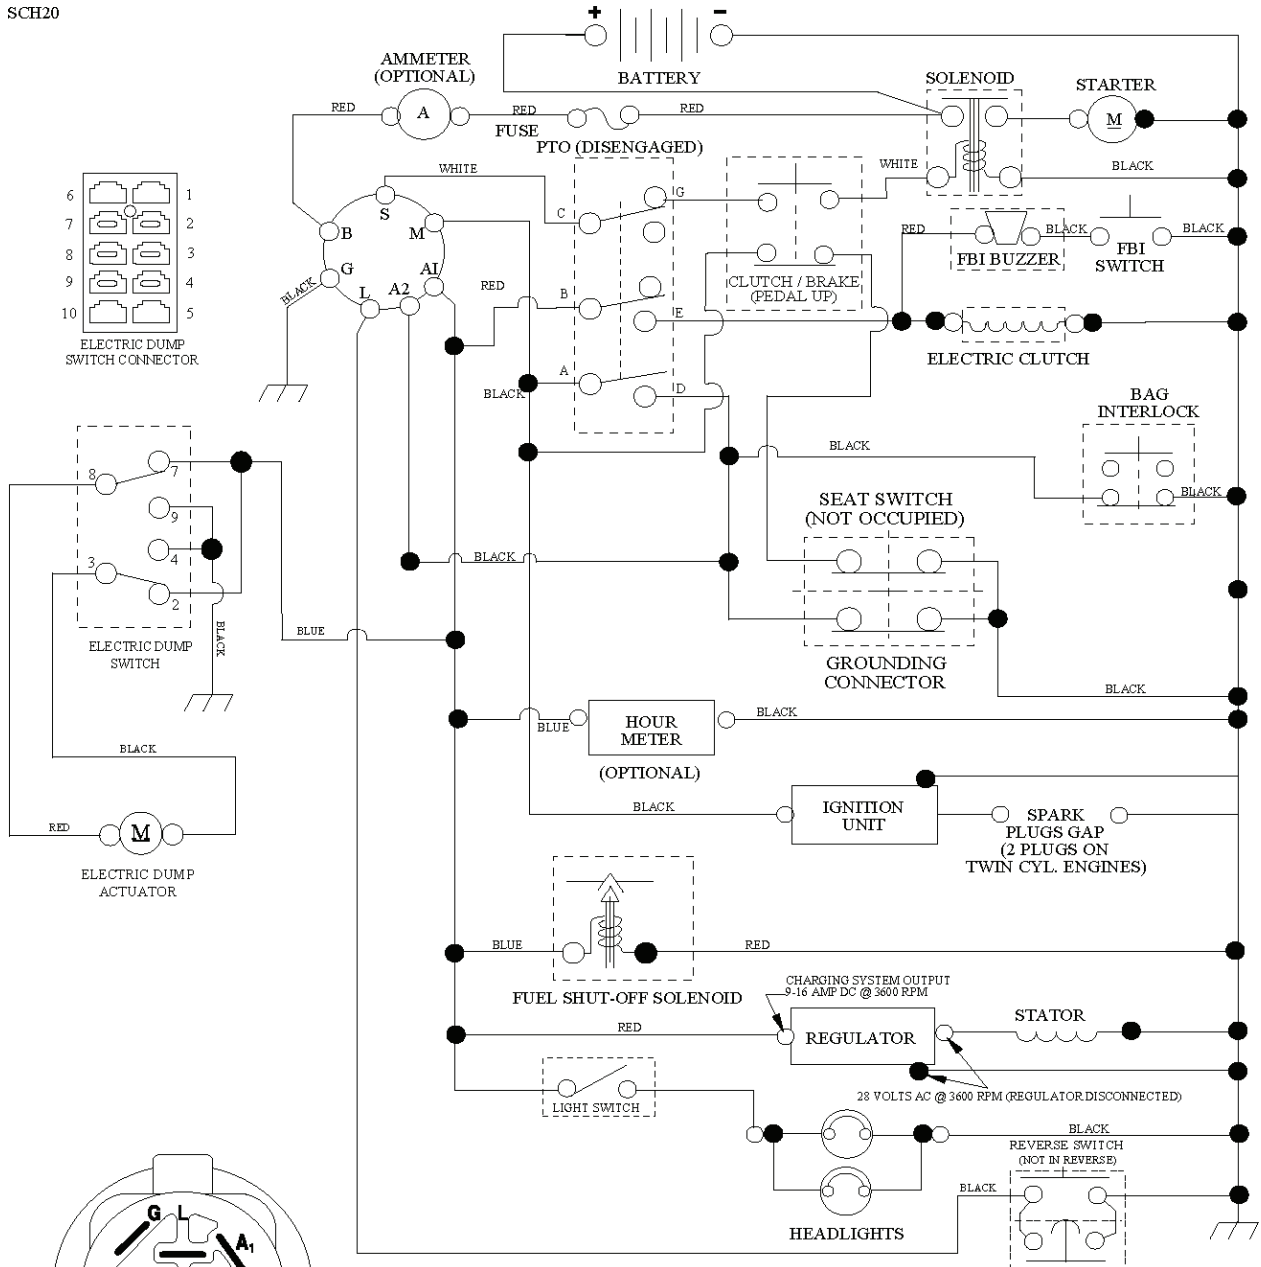 SCH20
+
−
BATTERY
AMMETER
(OPTIONAL)
RED
A
RED
FUSE
RED
SOLENOID
STARTER
M
PTO (DISENGAGED)
WHITE
C
G
WHITE
BLACK
S
M
B
G
L
A2
A1
BLACK
RED
B
E
A
D
BLACK
CLUTCH / BRAKE
(PEDAL UP)
RED
BLACK
BLACK
FBI BUZZER
FBI
SWITCH
ELECTRIC CLUTCH
6
7
8
9
10
1
2
3
4
5
ELECTRIC DUMP
SWITCH CONNECTOR
BAG
INTERLOCK
BLACK
BLACK
8
7
9
4
3
2
BLACK
ELECTRIC DUMP
SWITCH
SEAT SWITCH
(NOT OCCUPIED)
BLACK
BLUE
GROUNDING
CONNECTOR
BLACK
BLUE
HOUR
METER
BLACK
(OPTIONAL)
BLACK
RED
M
ELECTRIC DUMP
ACTUATOR
BLACK
IGNITION
UNIT
SPARK
PLUGS GAP
(2 PLUGS ON
TWIN CYL. ENGINES)
BLUE
RED
FUEL SHUT-OFF SOLENOID
CHARGING SYSTEM OUTPUT
9-16 AMP DC @ 3600 RPM
RED
REGULATOR
STATOR
28 VOLTS AC @ 3600 RPM (REGULATOR DISCONNECTED)
LIGHT SWITCH
BLACK
REVERSE SWITCH
(NOT IN REVERSE)
BLACK
HEADLIGHTS
G
L
A1